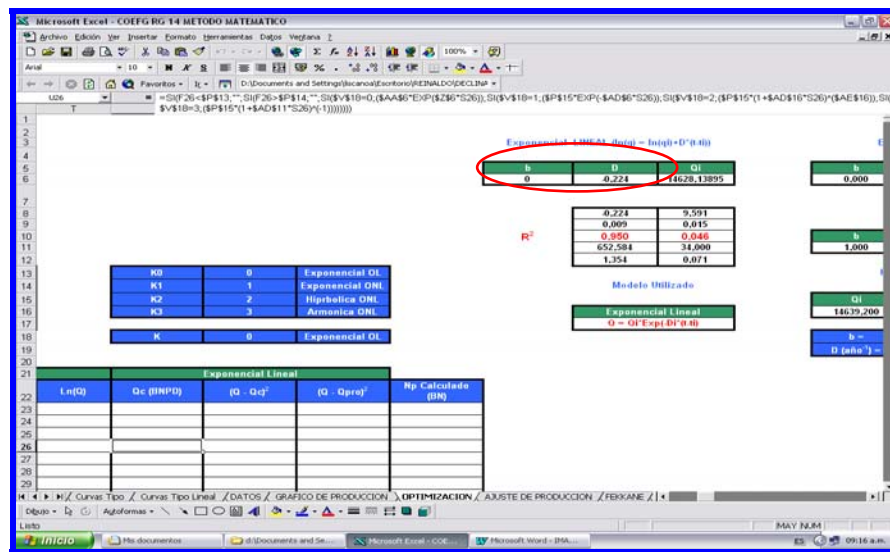 Microsoft Excel - COEFG RG 14 METODO MATEMATICO
Archivo Edición Ver Insertar Formato Herramientas Datos Ventana ?
100%
Arial 10 N K S
Favoritos Ir D:\Documents and Settings\liscanoa\Escritorio\REINALDO\DECLINA
U26 = =SI(F26<$P$13,"",SI(F26>$P$14;"";SI($V$18=0,($AA$6*EXP($Z$6*S26)),SI($V$18=1;($P$15*EXP(-$AD$6*S26));SI($V$18=2,($P$15*(1+$AD$16*S26)^($AE$16)),SI(
$V$18=3,($P$15*(1+$AD$11*S26)^(-1))))))))
T
Exponencial LINEAL (ln(qi) = ln(qi)+D*(t-ti))
b D Qi b
0 -0,224 14628,13895 0,000
-0,224 9,591
0,009 0,015
R² 0,950 0,046 b
652,584 34,000 1,000
1,354 0,071
K0 0 Exponencial OL
K1 1 Exponencial ONL Modelo Utilizado
K2 2 Hiprbolica ONL Qi
K3 3 Armonica ONL Exponencial Lineal 14639,200
Q = Qi*Exp(-Di*(t-ti)
K 0 Exponencial OL b =
D (año⁻¹) =
Exponencial Lineal
Ln(Q) Qc (BNPD) (Q - Qc)² (Q - Qpro)² Np Calculado (BN)
Curvas Tipo Curvas Tipo Lineal DATOS GRAFICO DE PRODUCCION OPTIMIZACION AJUSTE DE PRODUCCION FEKKANE
Dibujo Autoformas
Listo MAY NUM
Inicio Mis documentos d:\Documents and Se... Microsoft Excel - COE... Microsoft Word - IMA... ES 09:16 a.m.